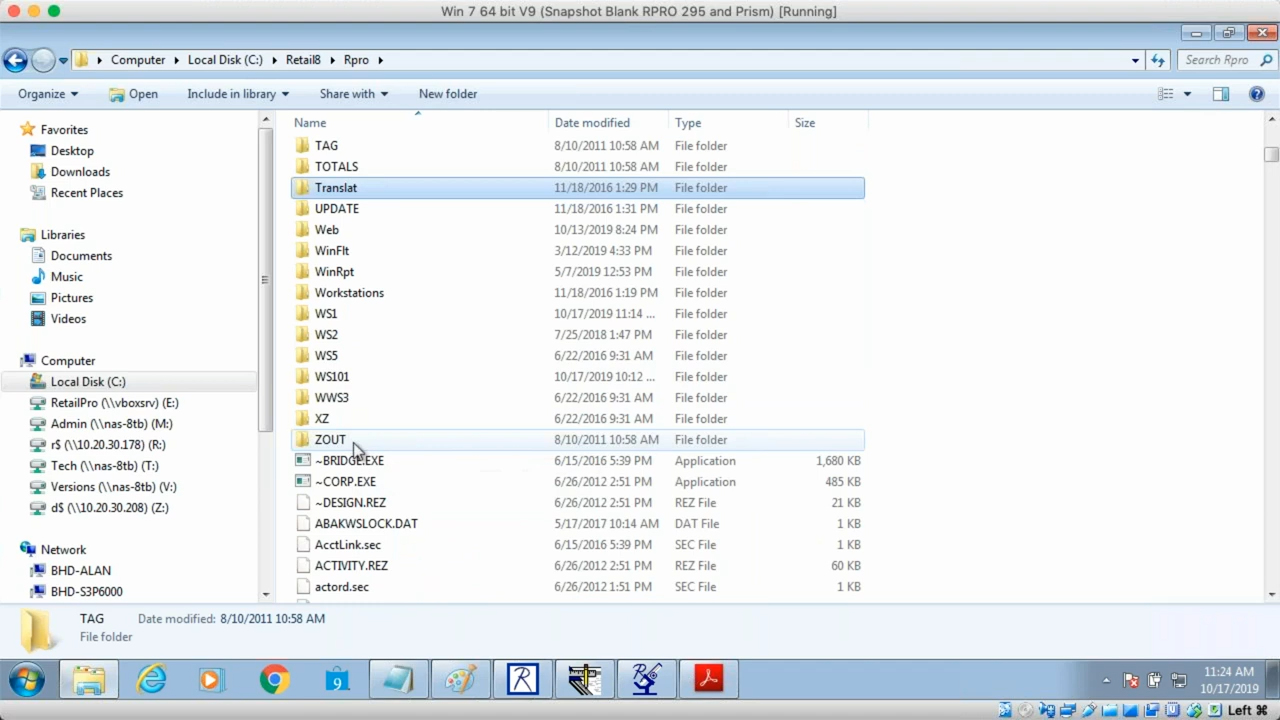 Win 7 64 bit V9 (Snapshot Blank RPRO 295 and Prism) [Running]
Computer Local Disk (C:) Retail8 Rpro Search Rpro
Organize Open Include in library Share with New folder
Name Date modified Type Size
Favorites
Desktop
Downloads
Recent Places
Libraries
Documents
Music
Pictures
Videos
Computer
Local Disk (C:)
RetailPro (\\vboxsrv) (E:)
Admin (\\nas-8tb) (M:)
r$ (\\10.20.30.178) (R:)
Tech (\\nas-8tb) (T:)
Versions (\\nas-8tb) (V:)
d$ (\\10.20.30.208) (Z:)
Network
BHD-ALAN
BHD-S3P6000
TAG 8/10/2011 10:58 AM File folder
TOTALS 8/10/2011 10:58 AM File folder
Translat 11/18/2016 1:29 PM File folder
UPDATE 11/18/2016 1:31 PM File folder
Web 10/13/2019 8:24 PM File folder
WinFlt 3/12/2019 4:33 PM File folder
WinRpt 5/7/2019 12:53 PM File folder
Workstations 11/18/2016 1:19 PM File folder
WS1 10/17/2019 11:14 ... File folder
WS2 7/25/2018 1:47 PM File folder
WS5 6/22/2016 9:31 AM File folder
WS101 10/17/2019 10:12 ... File folder
WWS3 6/22/2016 9:31 AM File folder
XZ 6/22/2016 9:31 AM File folder
ZOUT 8/10/2011 10:58 AM File folder
~BRIDGE.EXE 6/15/2016 5:39 PM Application 1,680 KB
~CORP.EXE 6/26/2012 2:51 PM Application 485 KB
~DESIGN.REZ 6/26/2012 2:51 PM REZ File 21 KB
ABAKWSLOCK.DAT 5/17/2017 10:14 AM DAT File 1 KB
AcctLink.sec 6/15/2016 5:39 PM SEC File 1 KB
ACTIVITY.REZ 6/26/2012 2:51 PM REZ File 60 KB
actord.sec 6/26/2012 2:51 PM SEC File 1 KB
TAG Date modified: 8/10/2011 10:58 AM
File folder
9
R
11:24 AM
10/17/2019
Left ⌘